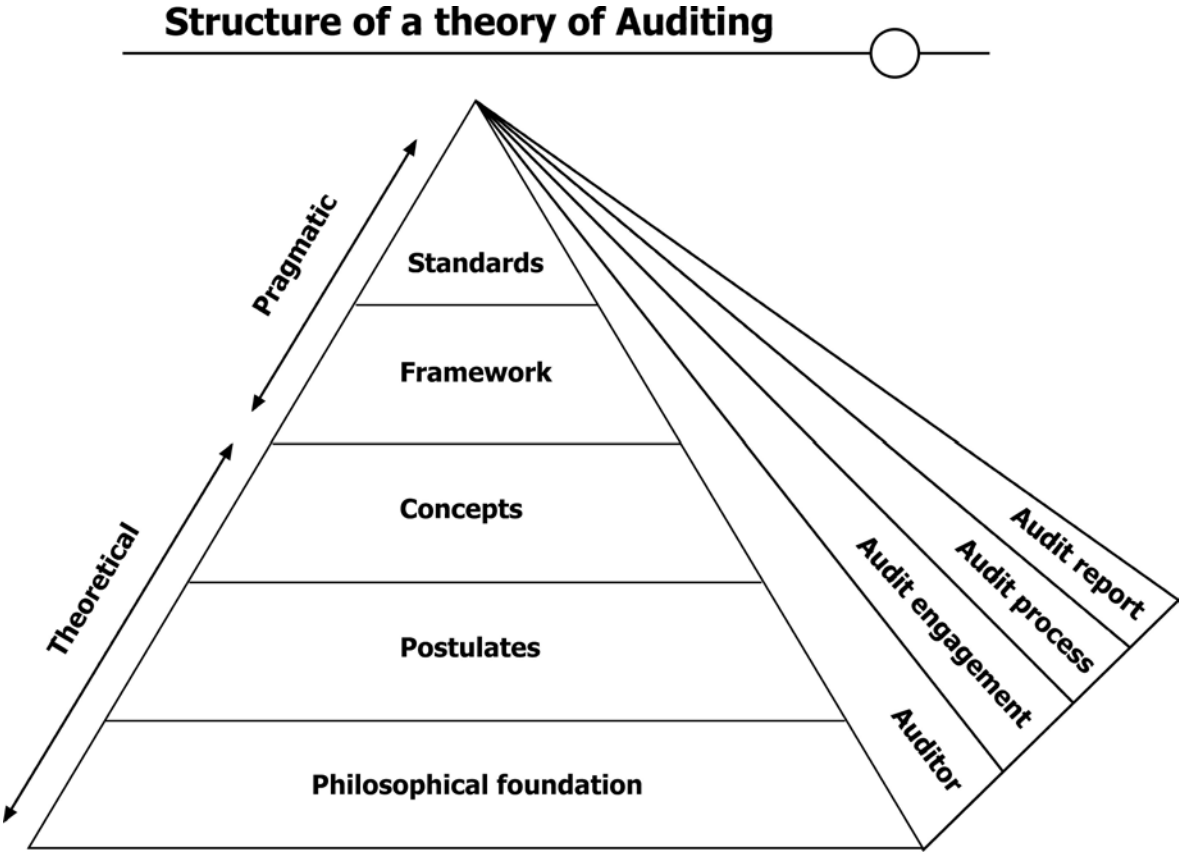 Structure of a theory of Auditing
Pragmatic
Standards
Framework
Theoretical
Concepts
Postulates
Philosophical foundation
Auditor
Audit engagement
Audit process
Audit report